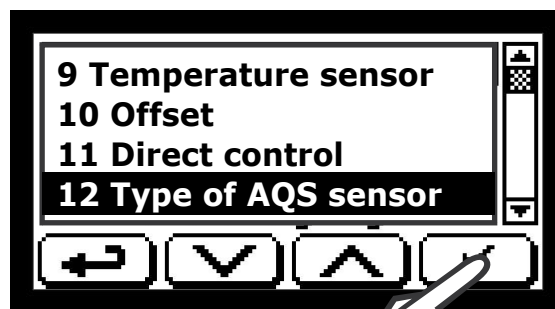 9 Temperature sensor
10 Offset
11 Direct control
12 Type of AQS sensor